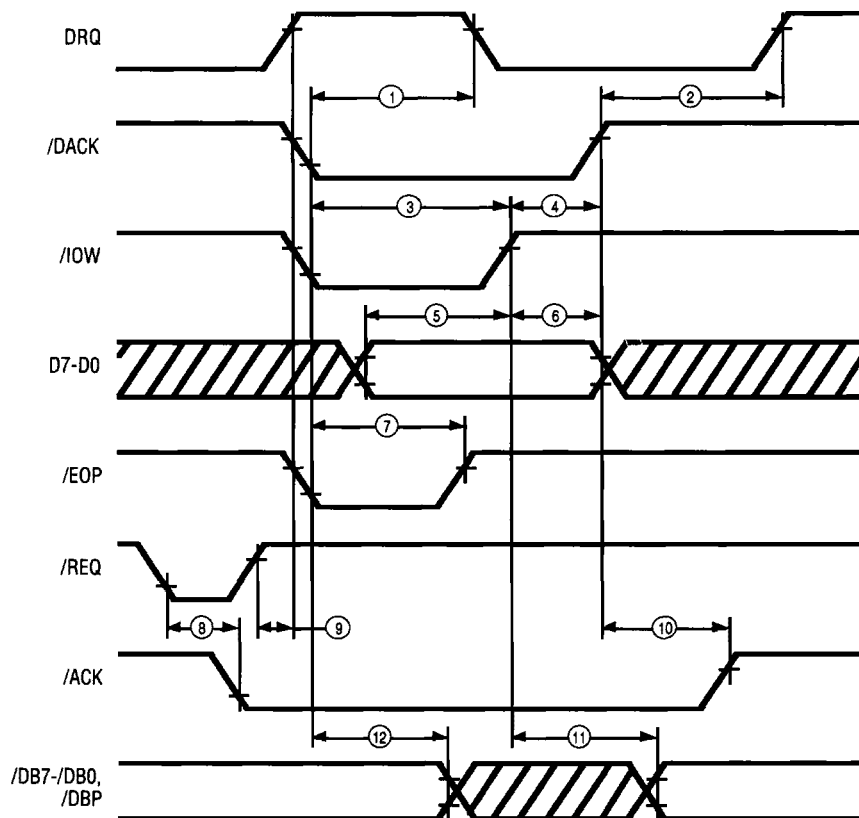 DRQ
1
2
/DACK
3
4
/IOW
5
6
D7-D0
7
/EOP
/REQ
8
9
10
/ACK
12
11
/DB7-/DB0,
/DBP